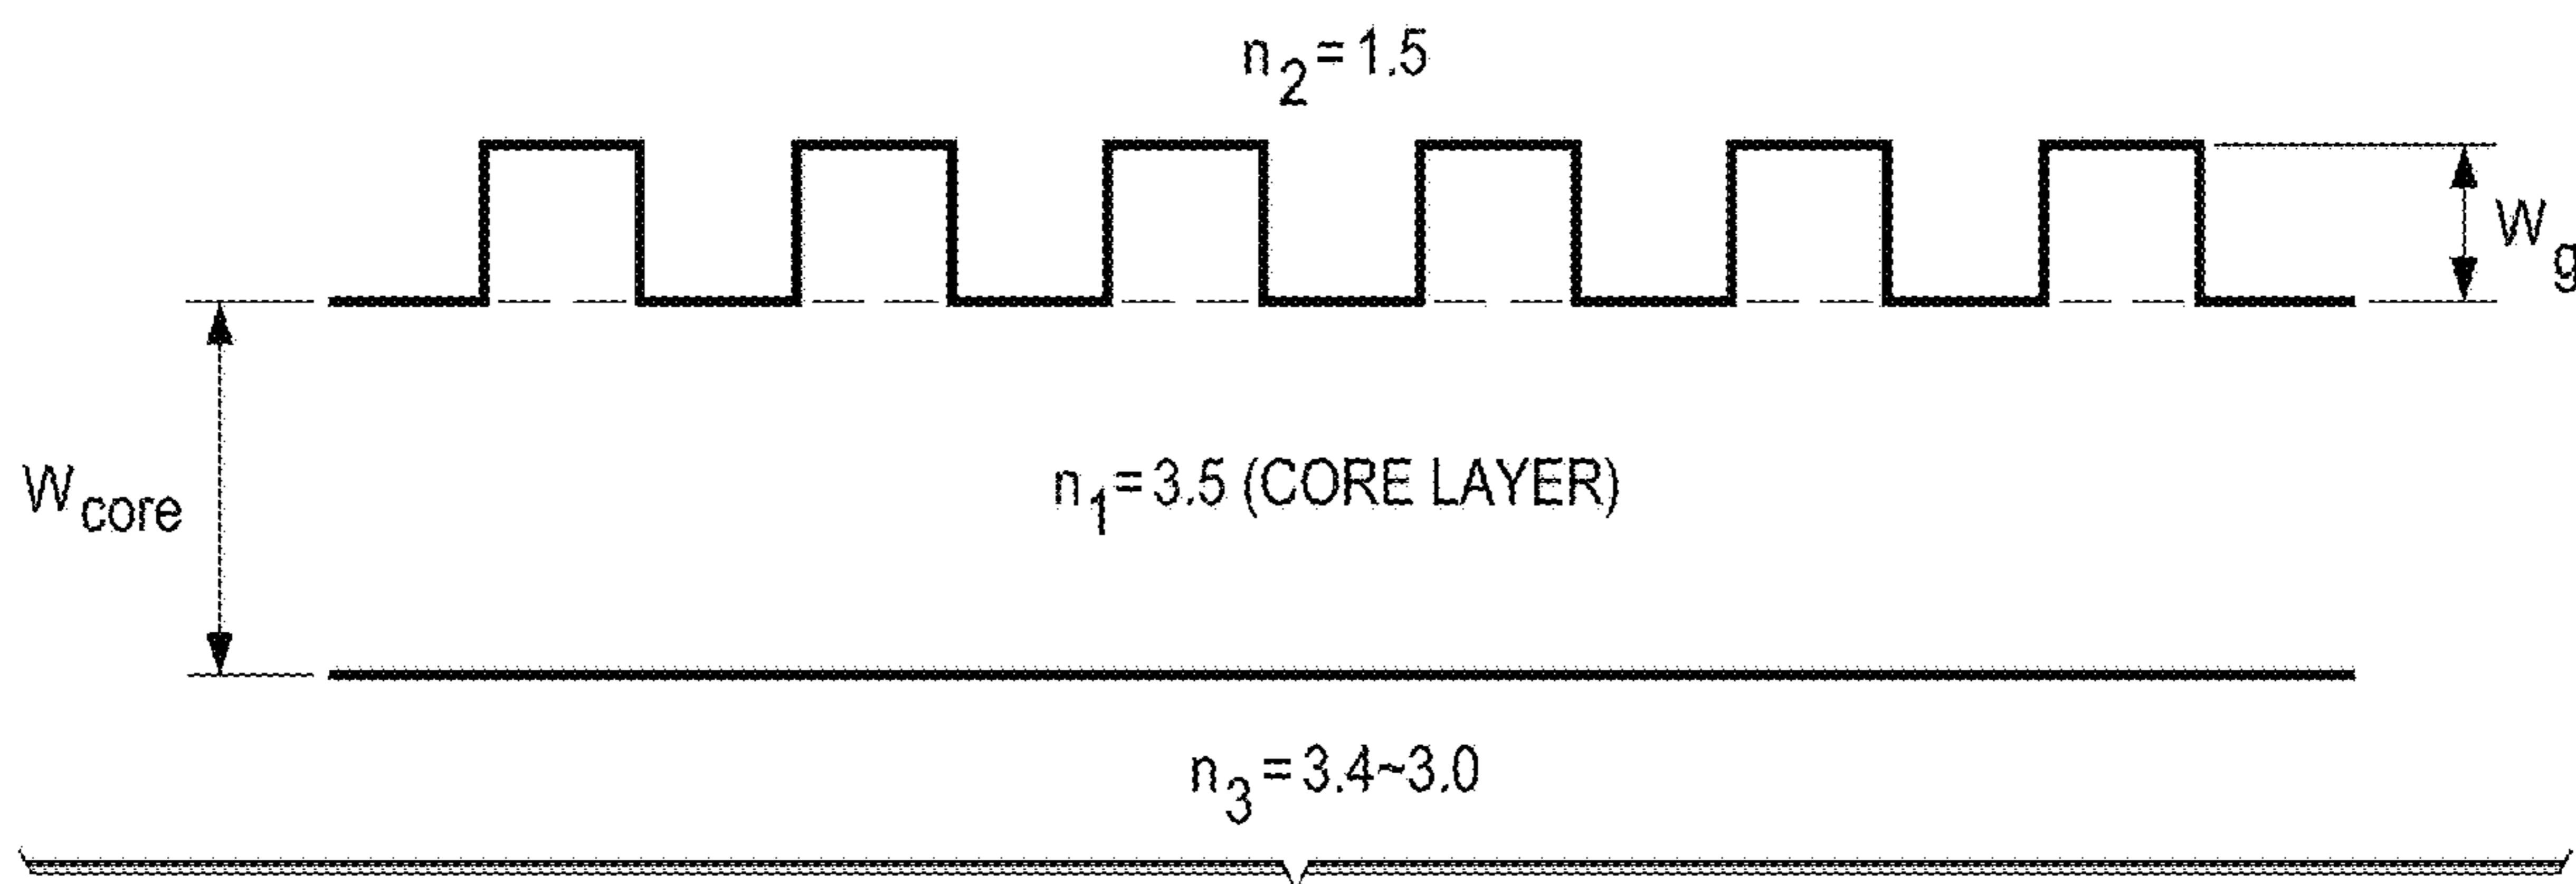 n2 = 1.5
Wg
Wcore
n1 = 3.5 (CORE LAYER)
n3 = 3.4~3.0